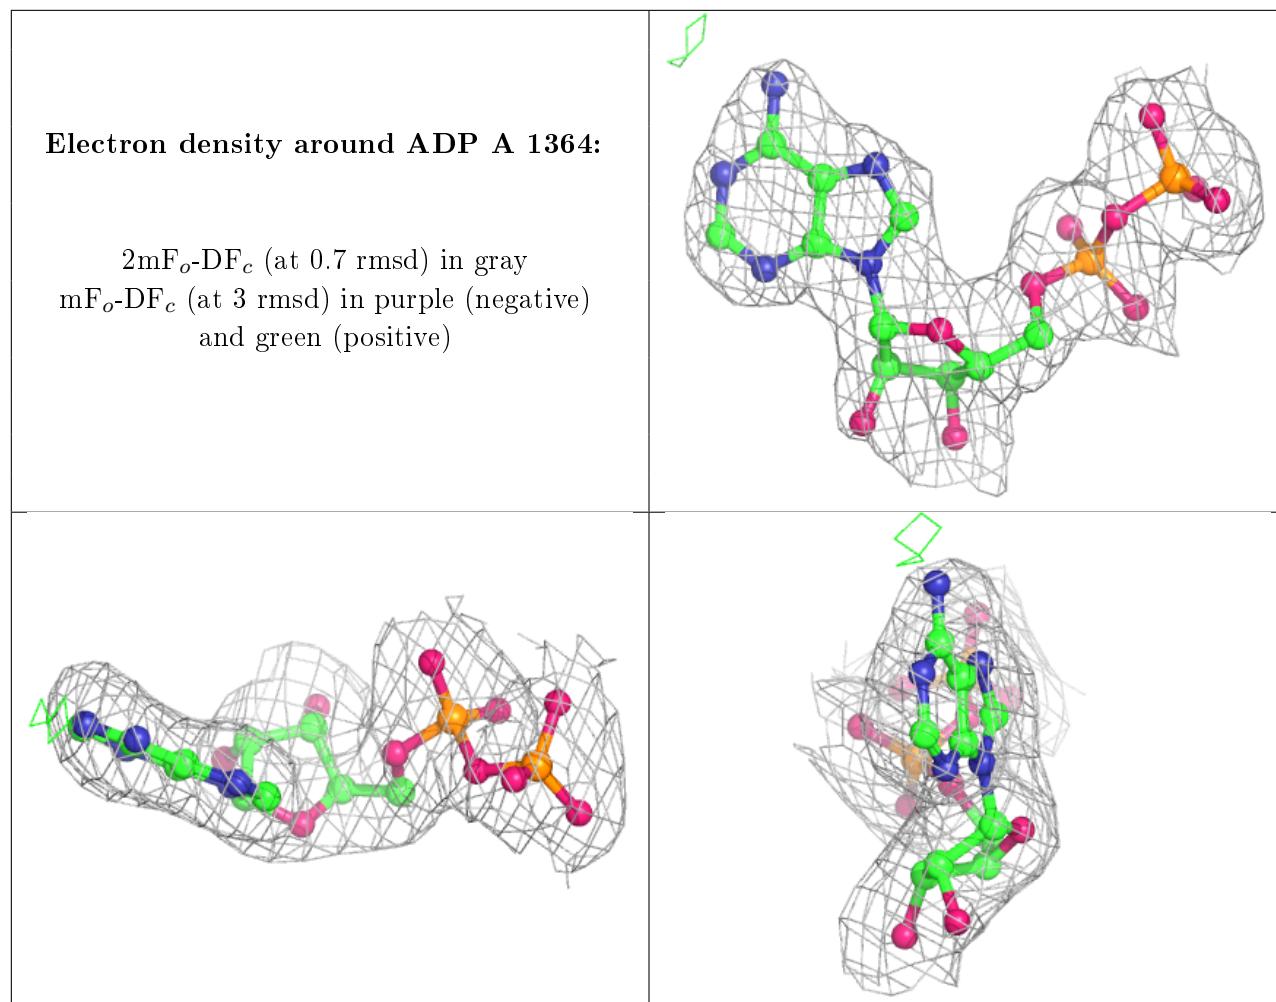 Electron density around ADP A 1364:
2mFo-DFc (at 0.7 rmsd) in gray
mFo-DFc (at 3 rmsd) in purple (negative)
and green (positive)